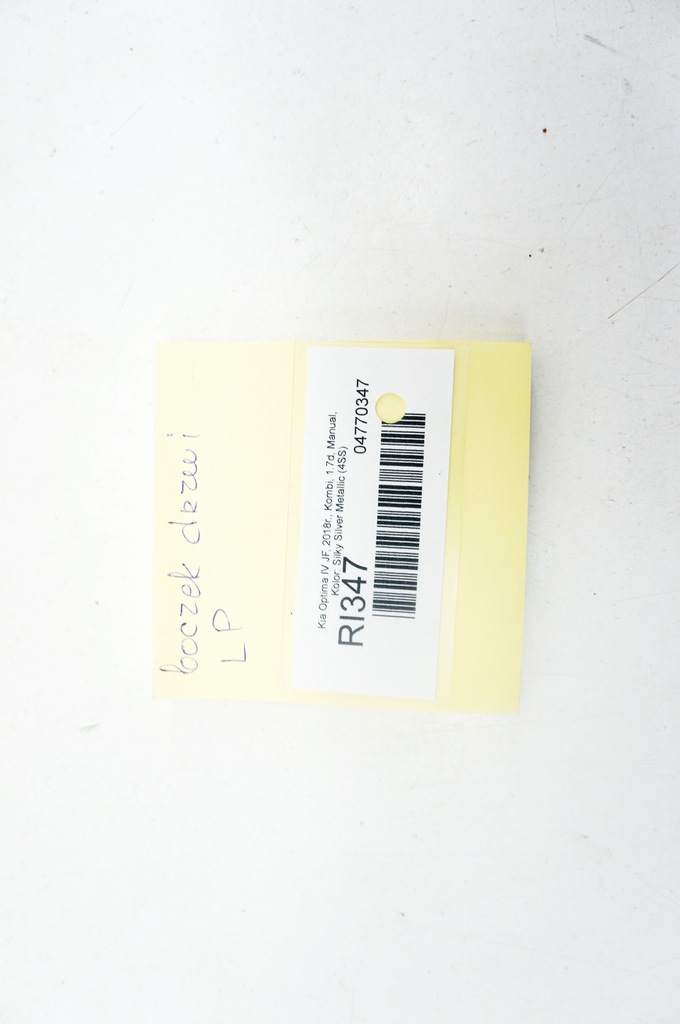 boczek drzwi
LP
Kia Optima IV JF, 2018r., Kombi, 1.7d, Manual,
Kolor: Silky Silver Metallic (4SS)
RI347
04770347